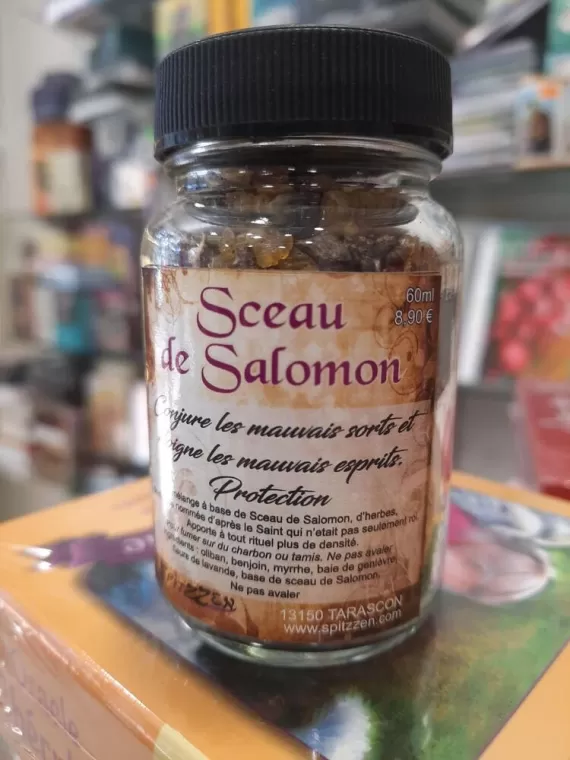 Sceau
de Salomon
60ml
8,90 €
Conjure les mauvais sorts et
les mauvais esprits.
Protection
mélange à base de Sceau de Salomon, d'herbes,
nommée d'après le Saint qui n'etait pas seulement roi.
Apporte à tout rituel plus de densité.
fumer sur du charbon ou tamis. Ne pas avaler
: oliban, benjoin, myrrhe, baie de genièvre,
de lavande, base de sceau de Salomon.
Ne pas avaler
13150 TARASCON
www.spitzzen.com